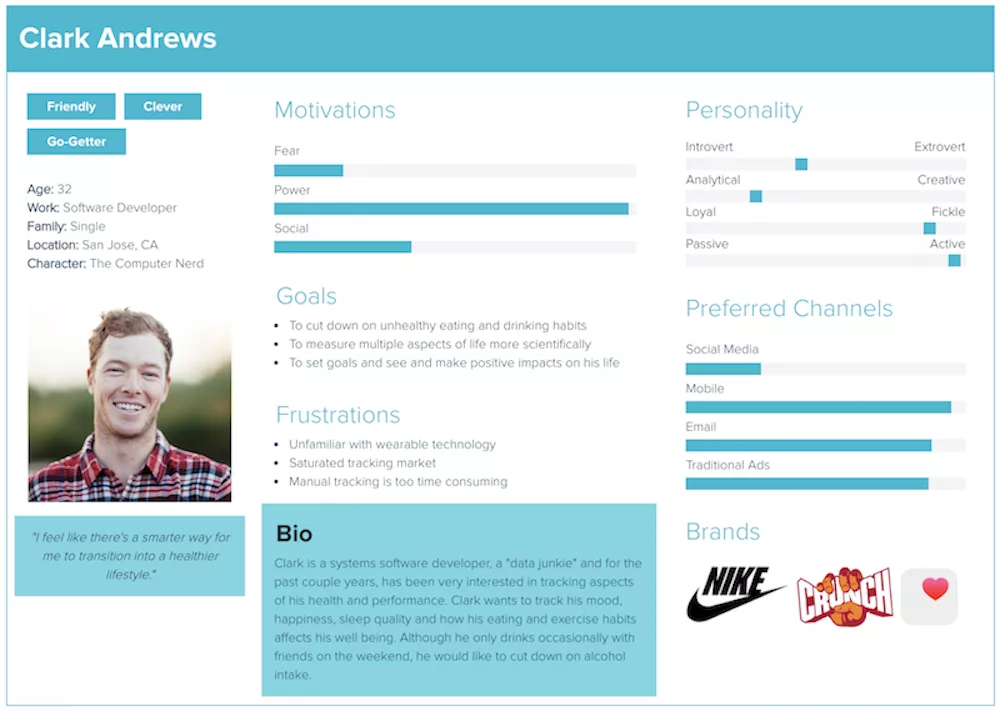 Clark Andrews
Friendly
Clever
Go-Getter
Age: 32
Work: Software Developer
Family: Single
Location: San Jose, CA
Character: The Computer Nerd
"I feel like there's a smarter way for
me to transition into a healthier
lifestyle."
Motivations
Fear
Power
Social
Goals
• To cut down on unhealthy eating and drinking habits
• To measure multiple aspects of life more scientifically
• To set goals and see and make positive impacts on his life
Frustrations
• Unfamiliar with wearable technology
• Saturated tracking market
• Manual tracking is too time consuming
Bio
Clark is a systems software developer, a "data junkie" and for the
past couple years, has been very interested in tracking aspects
of his health and performance. Clark wants to track his mood,
happiness, sleep quality and how his eating and exercise habits
affects his well being. Although he only drinks occasionally with
friends on the weekend, he would like to cut down on alcohol
intake.
Personality
Introvert Extrovert
Analytical Creative
Loyal Fickle
Passive Active
Preferred Channels
Social Media
Mobile
Email
Traditional Ads
Brands
NIKE
CRUNCH